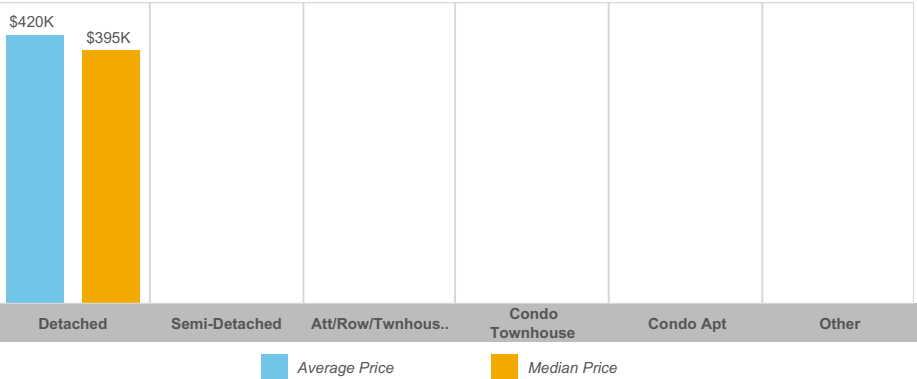 $420K
$395K
Detached
Semi-Detached
Att/Row/Twnhous..
Condo
Townhouse
Condo Apt
Other
Average Price
Median Price